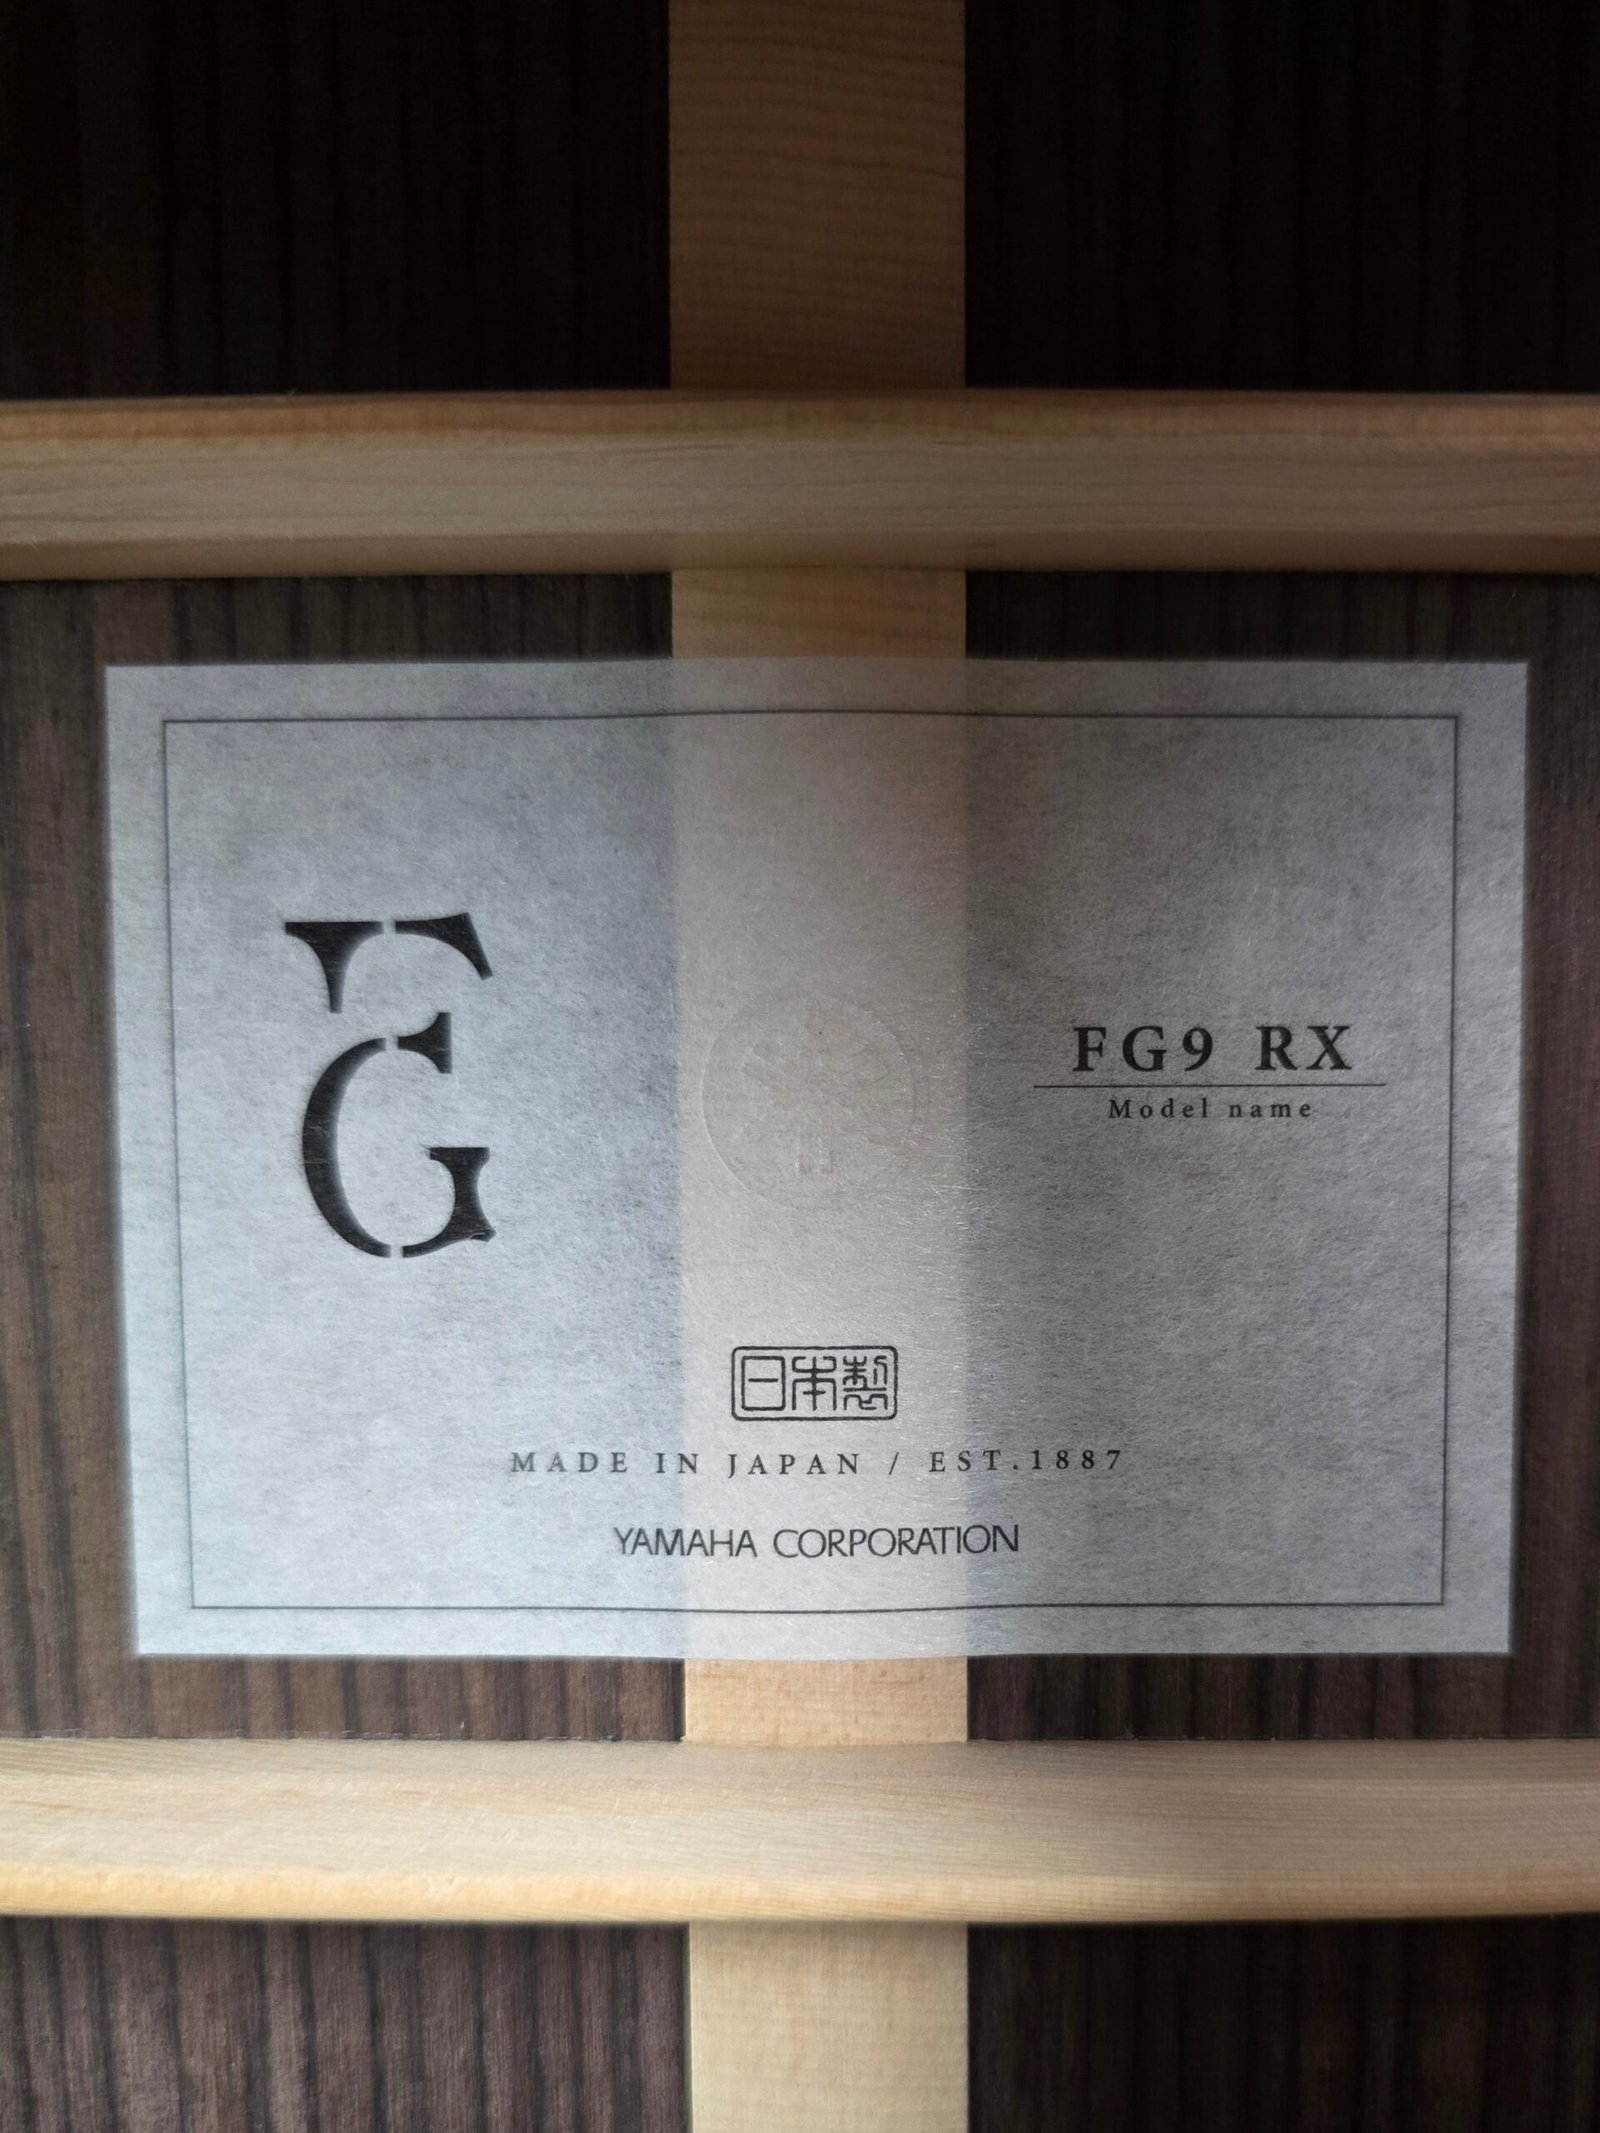 FG
FG9 RX
Model name
日本製
MADE IN JAPAN / EST.1887
YAMAHA CORPORATION